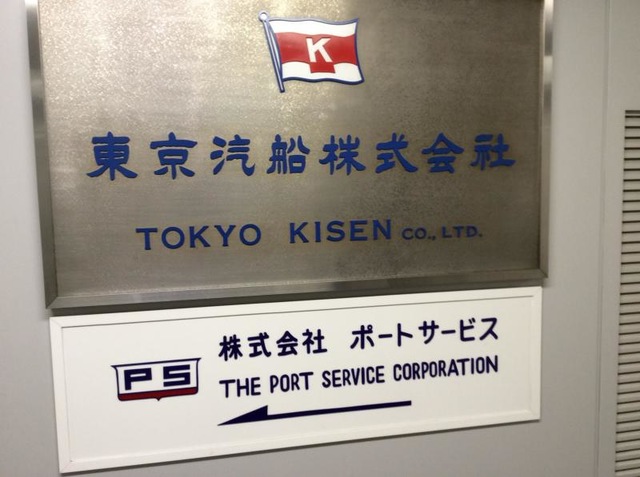 K
東京汽船株式会社
TOKYO KISEN CO., LTD.
PS
株式会社 ポートサービス
THE PORT SERVICE CORPORATION